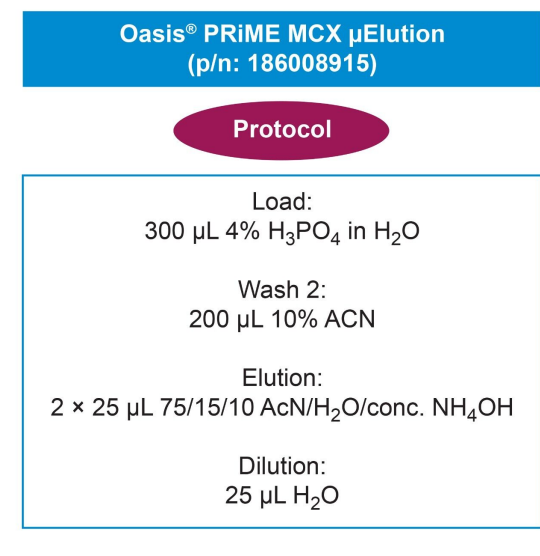 Oasis® PRiME MCX µElution
(p/n: 186008915)
Protocol
Load:
300 µL 4% H₃PO₄ in H₂O
Wash 2:
200 µL 10% ACN
Elution:
2 × 25 µL 75/15/10 AcN/H₂O/conc. NH₄OH
Dilution:
25 µL H₂O